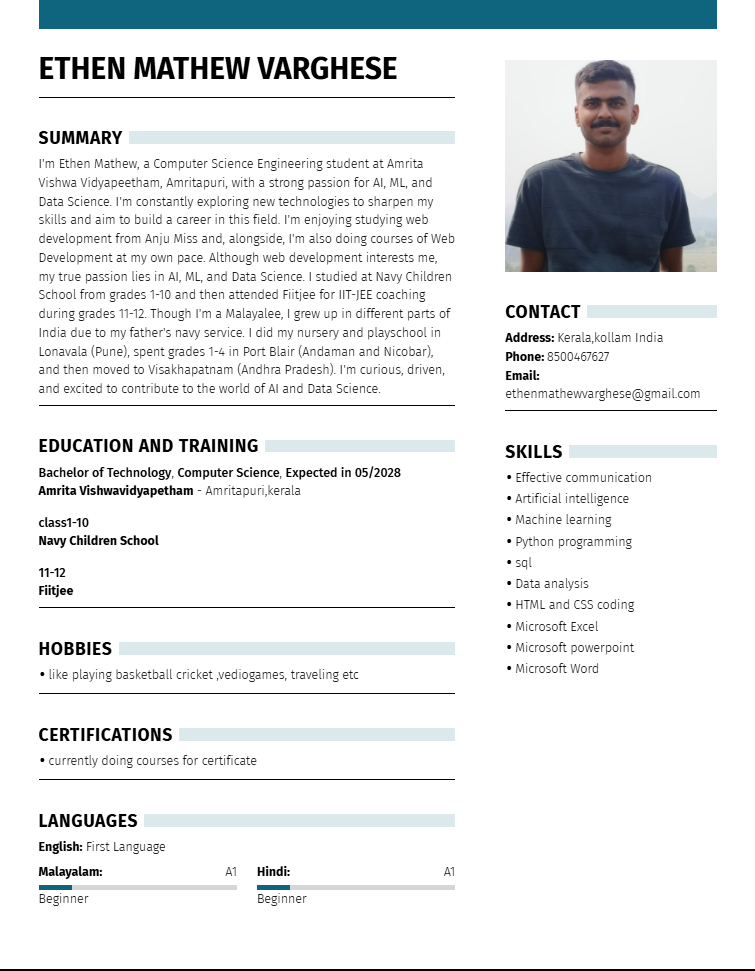 ETHEN MATHEW VARGHESE
SUMMARY
I'm Ethen Mathew, a Computer Science Engineering student at Amrita
Vishwa Vidyapeetham, Amritapuri, with a strong passion for AI, ML, and
Data Science. I'm constantly exploring new technologies to sharpen my
skills and aim to build a career in this field. I'm enjoying studying web
development from Anju Miss and, alongside, I'm also doing courses of Web
Development at my own pace. Although web development interests me,
my true passion lies in AI, ML, and Data Science. I studied at Navy Children
School from grades 1-10 and then attended Fiitjee for IIT-JEE coaching
during grades 11-12. Though I'm a Malayalee, I grew up in different parts of
India due to my father's navy service. I did my nursery and playschool in
Lonavala (Pune), spent grades 1-4 in Port Blair (Andaman and Nicobar),
and then moved to Visakhapatnam (Andhra Pradesh). I'm curious, driven,
and excited to contribute to the world of AI and Data Science.
EDUCATION AND TRAINING
Bachelor of Technology, Computer Science, Expected in 05/2028
Amrita Vishwavidyapetham - Amritapuri,kerala
class1-10
Navy Children School
11-12
Fiitjee
HOBBIES
• like playing basketball cricket ,vediogames, traveling etc
CERTIFICATIONS
• currently doing courses for certificate
LANGUAGES
English: First Language
Malayalam: A1
Beginner
Hindi: A1
Beginner
CONTACT
Address: Kerala,kollam India
Phone: 8500467627
Email:
ethenmathewvarghese@gmail.com
SKILLS
• Effective communication
• Artificial intelligence
• Machine learning
• Python programming
• sql
• Data analysis
• HTML and CSS coding
• Microsoft Excel
• Microsoft powerpoint
• Microsoft Word